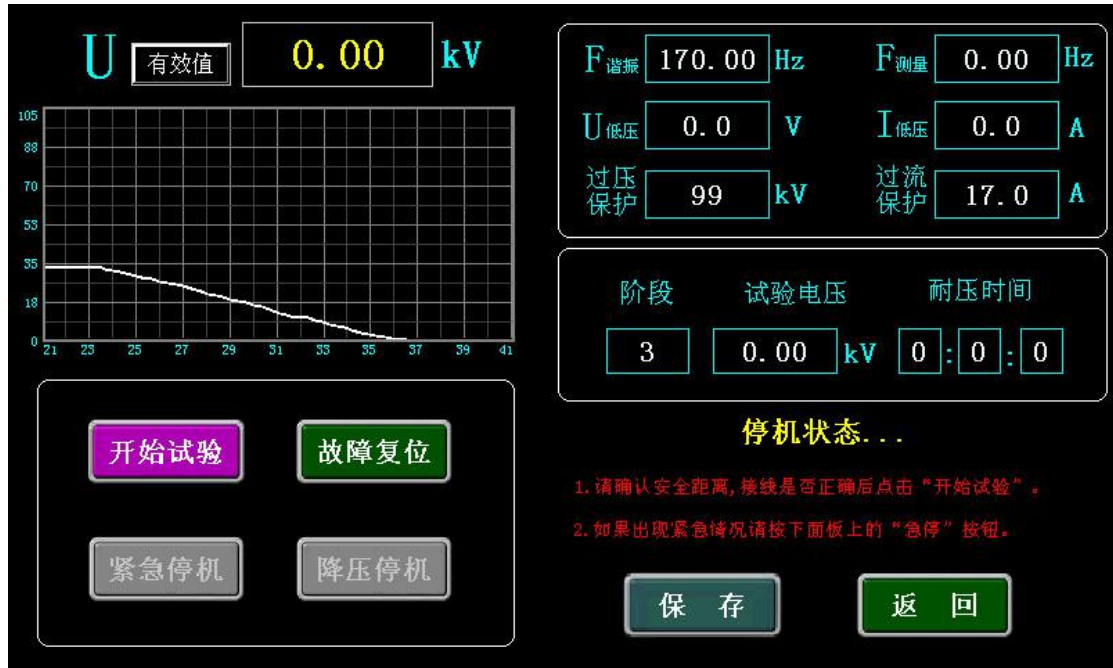 U 有效值 0.00 kV
105
88
70
53
35
18
0
21 23 25 27 29 31 33 35 37 39 41
开始试验 故障复位
紧急停机 降压停机
F谐振 170.00 Hz F测量 0.00 Hz
U低压 0.0 V I低压 0.0 A
过压保护 99 kV 过流保护 17.0 A
阶段 试验电压 耐压时间
3 0.00 kV 0:0:0
停机状态...
1.请确认安全距离,接线是否正确后点击“开始试验”。
2.如果出现紧急情况请按下面板上的“急停”按钮。
保 存 返 回